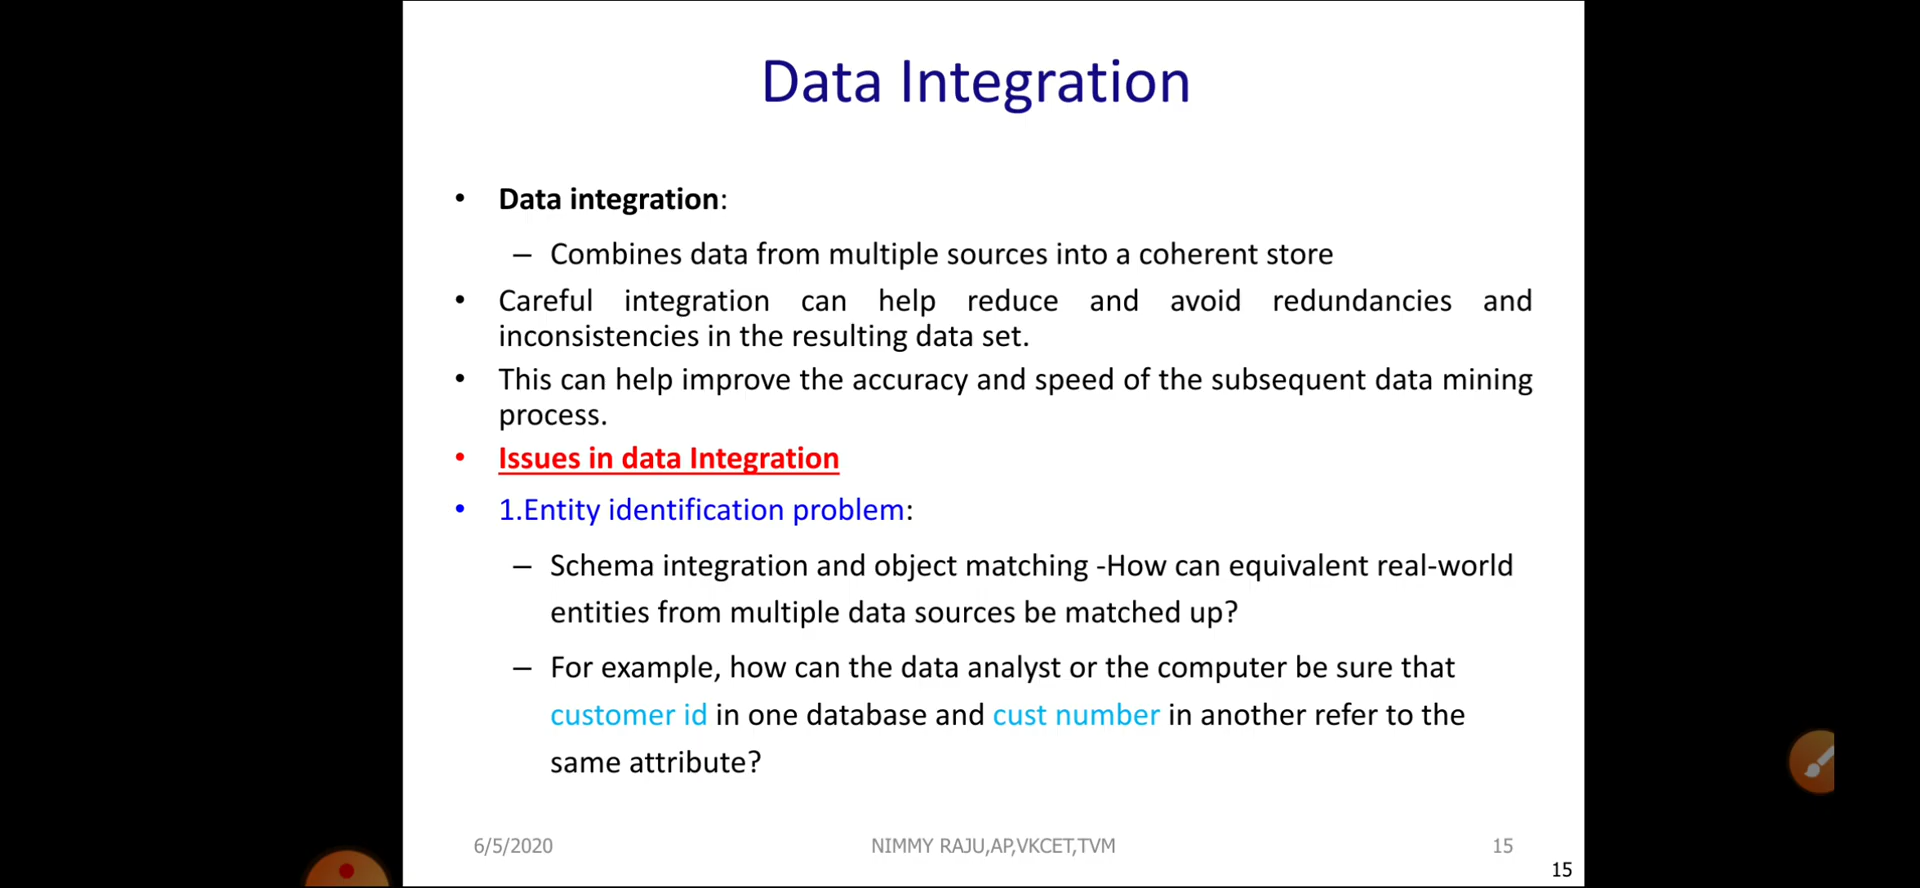 Data Integration
• Data integration:
– Combines data from multiple sources into a coherent store
• Careful integration can help reduce and avoid redundancies and
inconsistencies in the resulting data set.
• This can help improve the accuracy and speed of the subsequent data mining
process.
• Issues in data Integration
• 1.Entity identification problem:
– Schema integration and object matching -How can equivalent real-world
entities from multiple data sources be matched up?
– For example, how can the data analyst or the computer be sure that
customer id in one database and cust number in another refer to the
same attribute?
6/5/2020 NIMMY RAJU,AP,VKCET,TVM 15
15